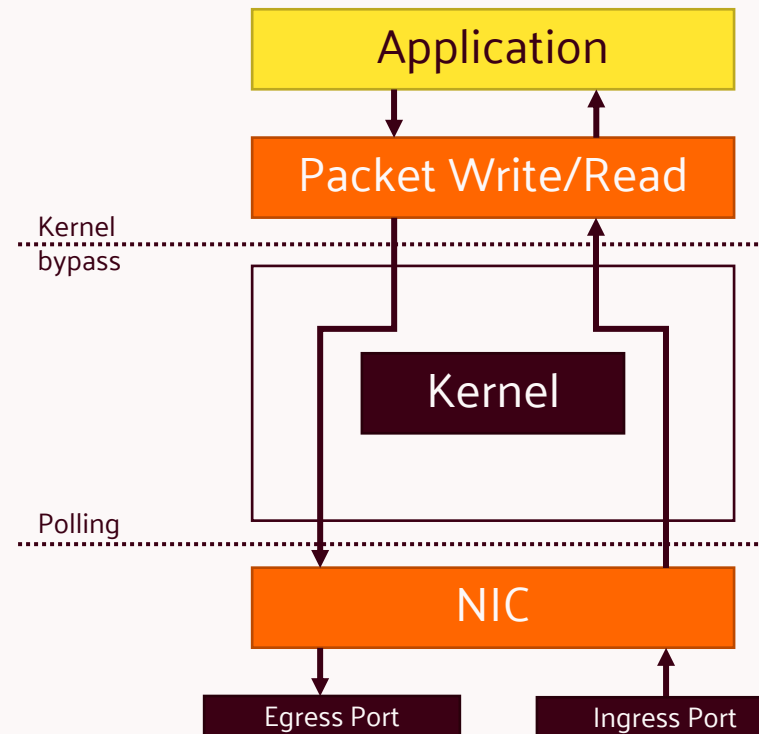 Application
Packet Write/Read
Kernel
bypass
Kernel
Polling
NIC
Egress Port
Ingress Port